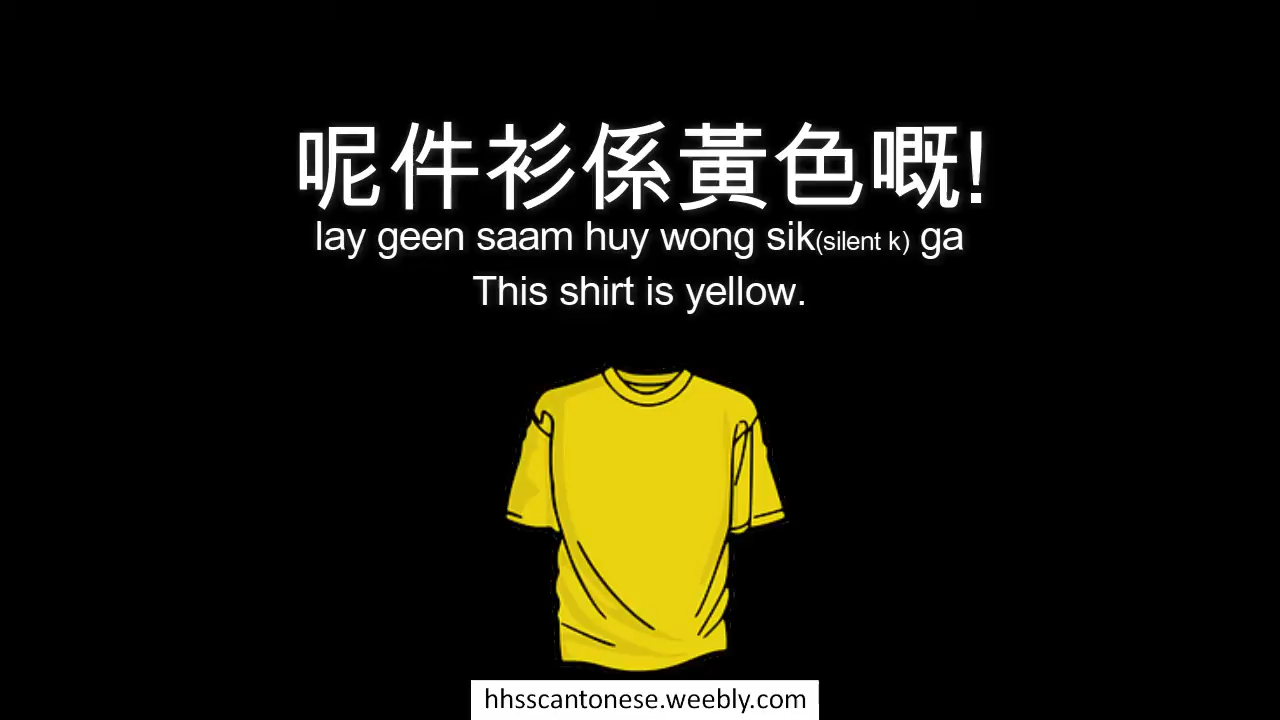 呢件衫係黃色嘅!
lay geen saam huy wong sik(silent k) ga
This shirt is yellow.
hhsscantonese.weebly.com